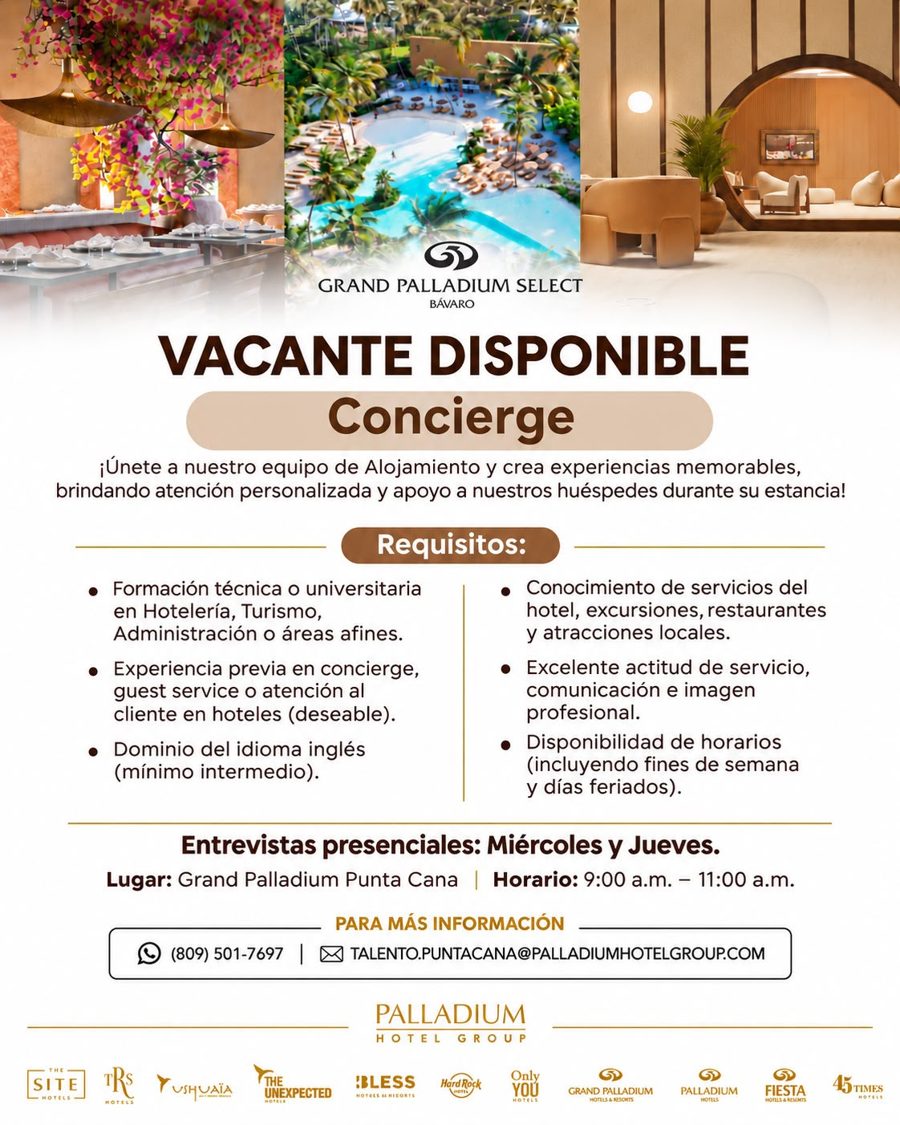 GRAND PALLADIUM SELECT
BÁVARO
VACANTE DISPONIBLE
Concierge
¡Únete a nuestro equipo de Alojamiento y crea experiencias memorables,
brindando atención personalizada y apoyo a nuestros huéspedes durante su estancia!
Requisitos:
• Formación técnica o universitaria
en Hotelería, Turismo,
Administración o áreas afines.
• Experiencia previa en concierge,
guest service o atención al
cliente en hoteles (deseable).
• Dominio del idioma inglés
(mínimo intermedio).
• Conocimiento de servicios del
hotel, excursiones, restaurantes
y atracciones locales.
• Excelente actitud de servicio,
comunicación e imagen
profesional.
• Disponibilidad de horarios
(incluyendo fines de semana
y días feriados).
Entrevistas presenciales: Miércoles y Jueves.
Lugar: Grand Palladium Punta Cana | Horario: 9:00 a.m. – 11:00 a.m.
PARA MÁS INFORMACIÓN
(809) 501-7697 | TALENTO.PUNTACANA@PALLADIUMHOTELGROUP.COM
PALLADIUM
HOTEL GROUP
THE
SITE
HOTELS
TRS
HOTELS
USHUAÏA
THE
UNEXPECTED
HOTELS
BLESS
HOTELS & RESORTS
Hard Rock
HOTEL
Only
YOU
HOTELS
GRAND PALLADIUM
HOTELS & RESORTS
PALLADIUM
HOTELS
FIESTA
HOTELS & RESORTS
45 TIMES
HOTELS